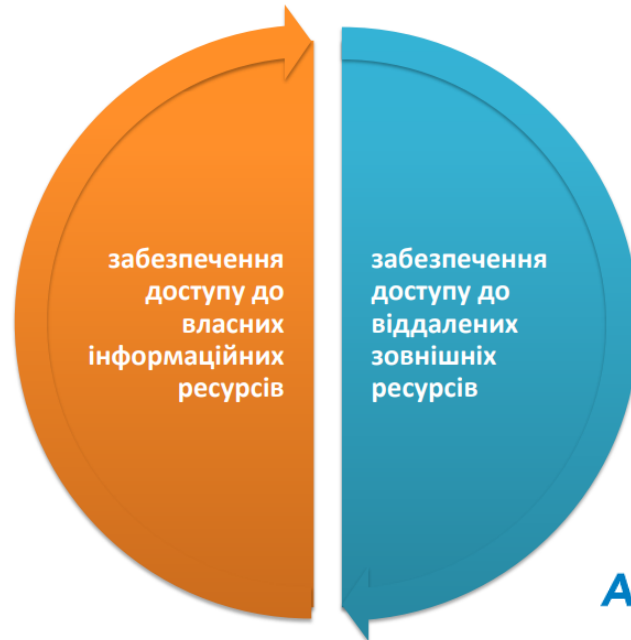 забезпечення
доступу до
власних
інформаційних
ресурсів
забезпечення
доступу до
віддалених
зовнішніх
ресурсів
A